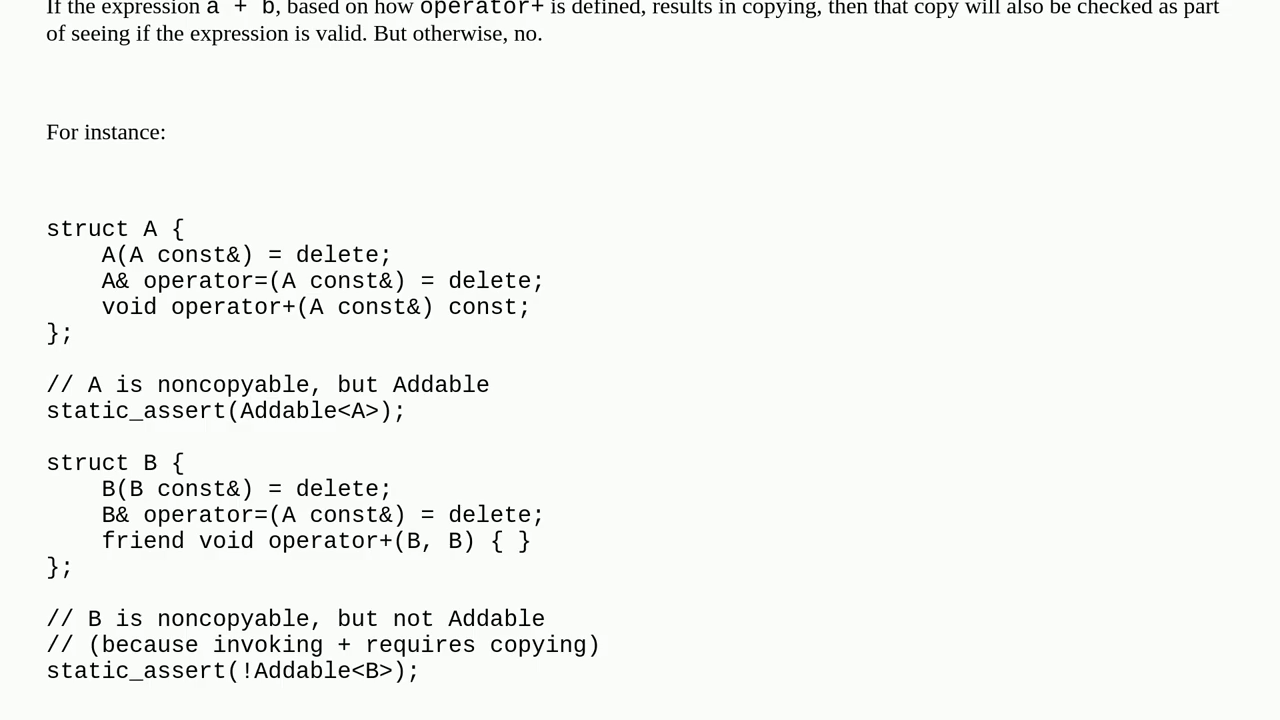 If the expression a + b, based on how operator+ is defined, results in copying, then that copy will also be checked as part
of seeing if the expression is valid. But otherwise, no.
For instance:
struct A {
    A(A const&) = delete;
    A& operator=(A const&) = delete;
    void operator+(A const&) const;
};
// A is noncopyable, but Addable
static_assert(Addable<A>);
struct B {
    B(B const&) = delete;
    B& operator=(A const&) = delete;
    friend void operator+(B, B) { }
};
// B is noncopyable, but not Addable
// (because invoking + requires copying)
static_assert(!Addable<B>);